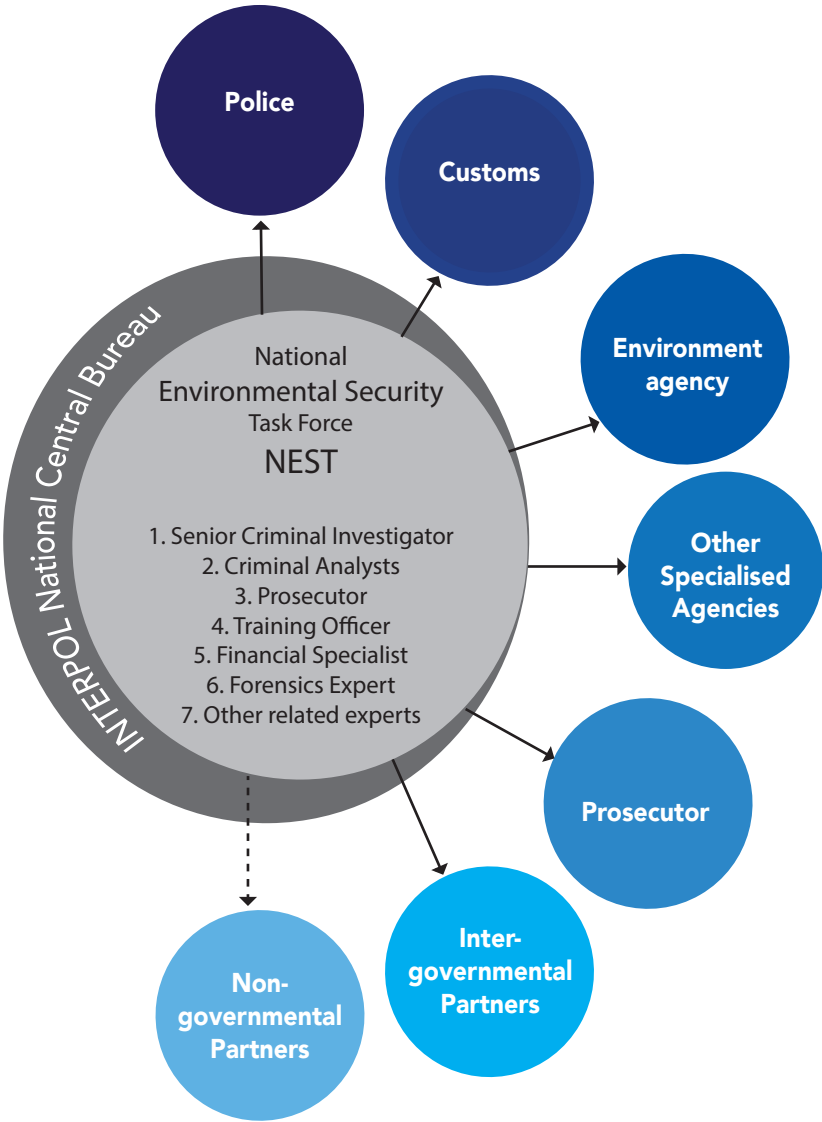 Police
Customs
Environment
agency
Other
Specialised
Agencies
Prosecutor
Inter-
governmental
Partners
Non-
governmental
Partners
INTERPOL National Central Bureau
National
Environmental Security
Task Force
NEST
1. Senior Criminal Investigator
2. Criminal Analysts
3. Prosecutor
4. Training Officer
5. Financial Specialist
6. Forensics Expert
7. Other related experts